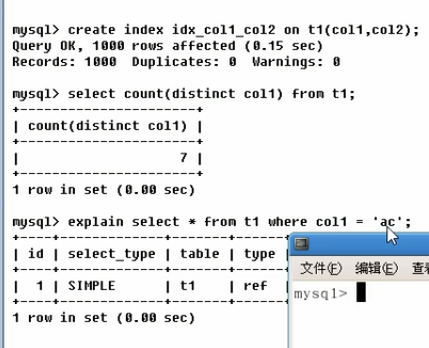 mysql> create index idx_col1_col2 on t1(col1,col2);
Query OK, 1000 rows affected (0.15 sec)
Records: 1000  Duplicates: 0  Warnings: 0
mysql> select count(distinct col1) from t1;
+----------------------+
| count(distinct col1) |
+----------------------+
|                    7 |
+----------------------+
1 row in set (0.00 sec)
mysql> explain select * from t1 where col1 = 'ac';
+----+-------------+-------+------+
| id | select_type | table | type |
+----+-------------+-------+------+
|  1 | SIMPLE      | t1    | ref  |
+----+-------------+-------+------+
1 row in set (0.00 sec)
文件(F) 编辑(E) 查看
mysql>